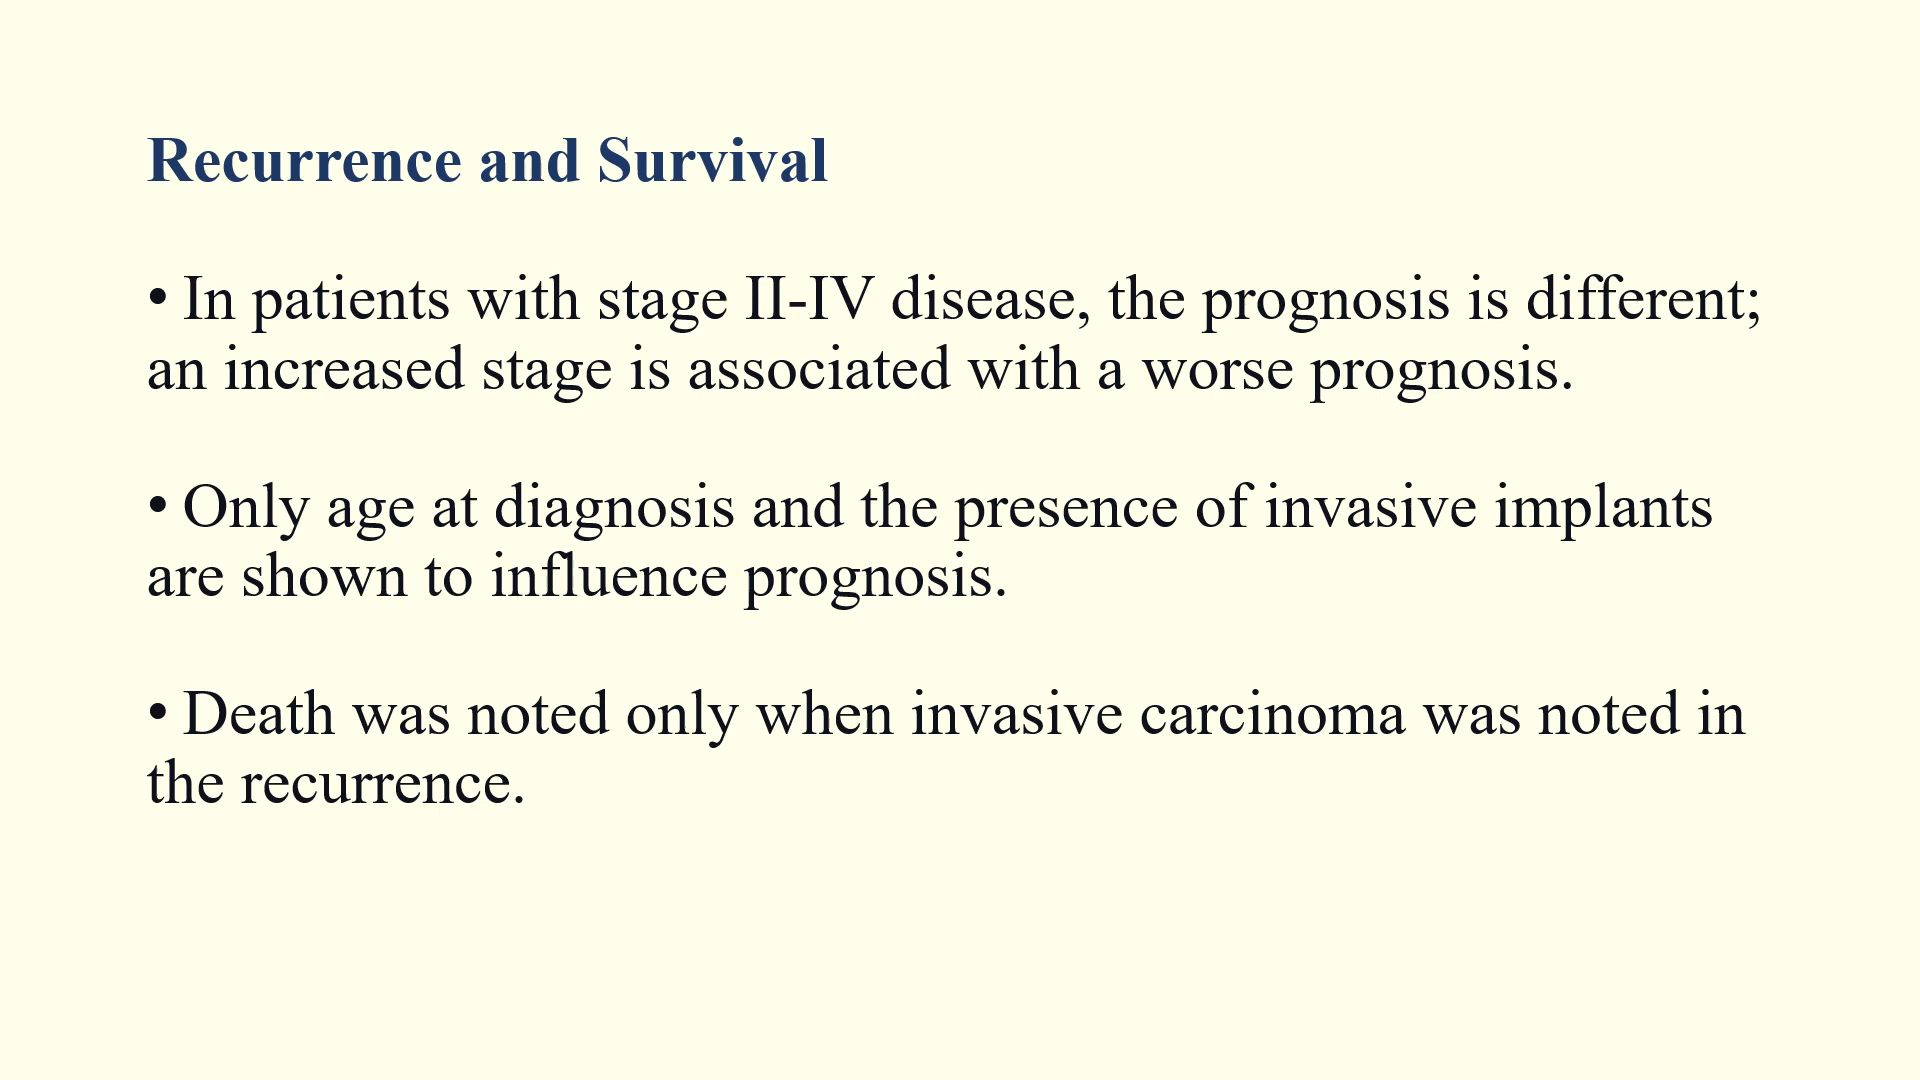 Recurrence and Survival
• In patients with stage II-IV disease, the prognosis is different;
an increased stage is associated with a worse prognosis.
• Only age at diagnosis and the presence of invasive implants
are shown to influence prognosis.
• Death was noted only when invasive carcinoma was noted in
the recurrence.